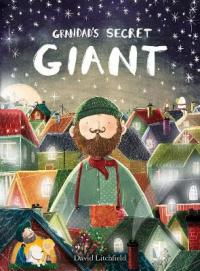 GRANDAD'S SECRET
GIANT
David Litchfield